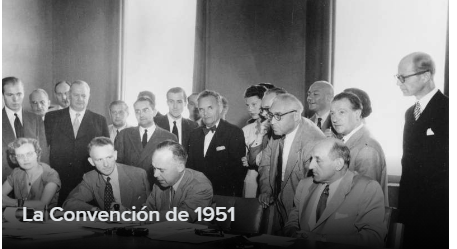 La Convención de 1951